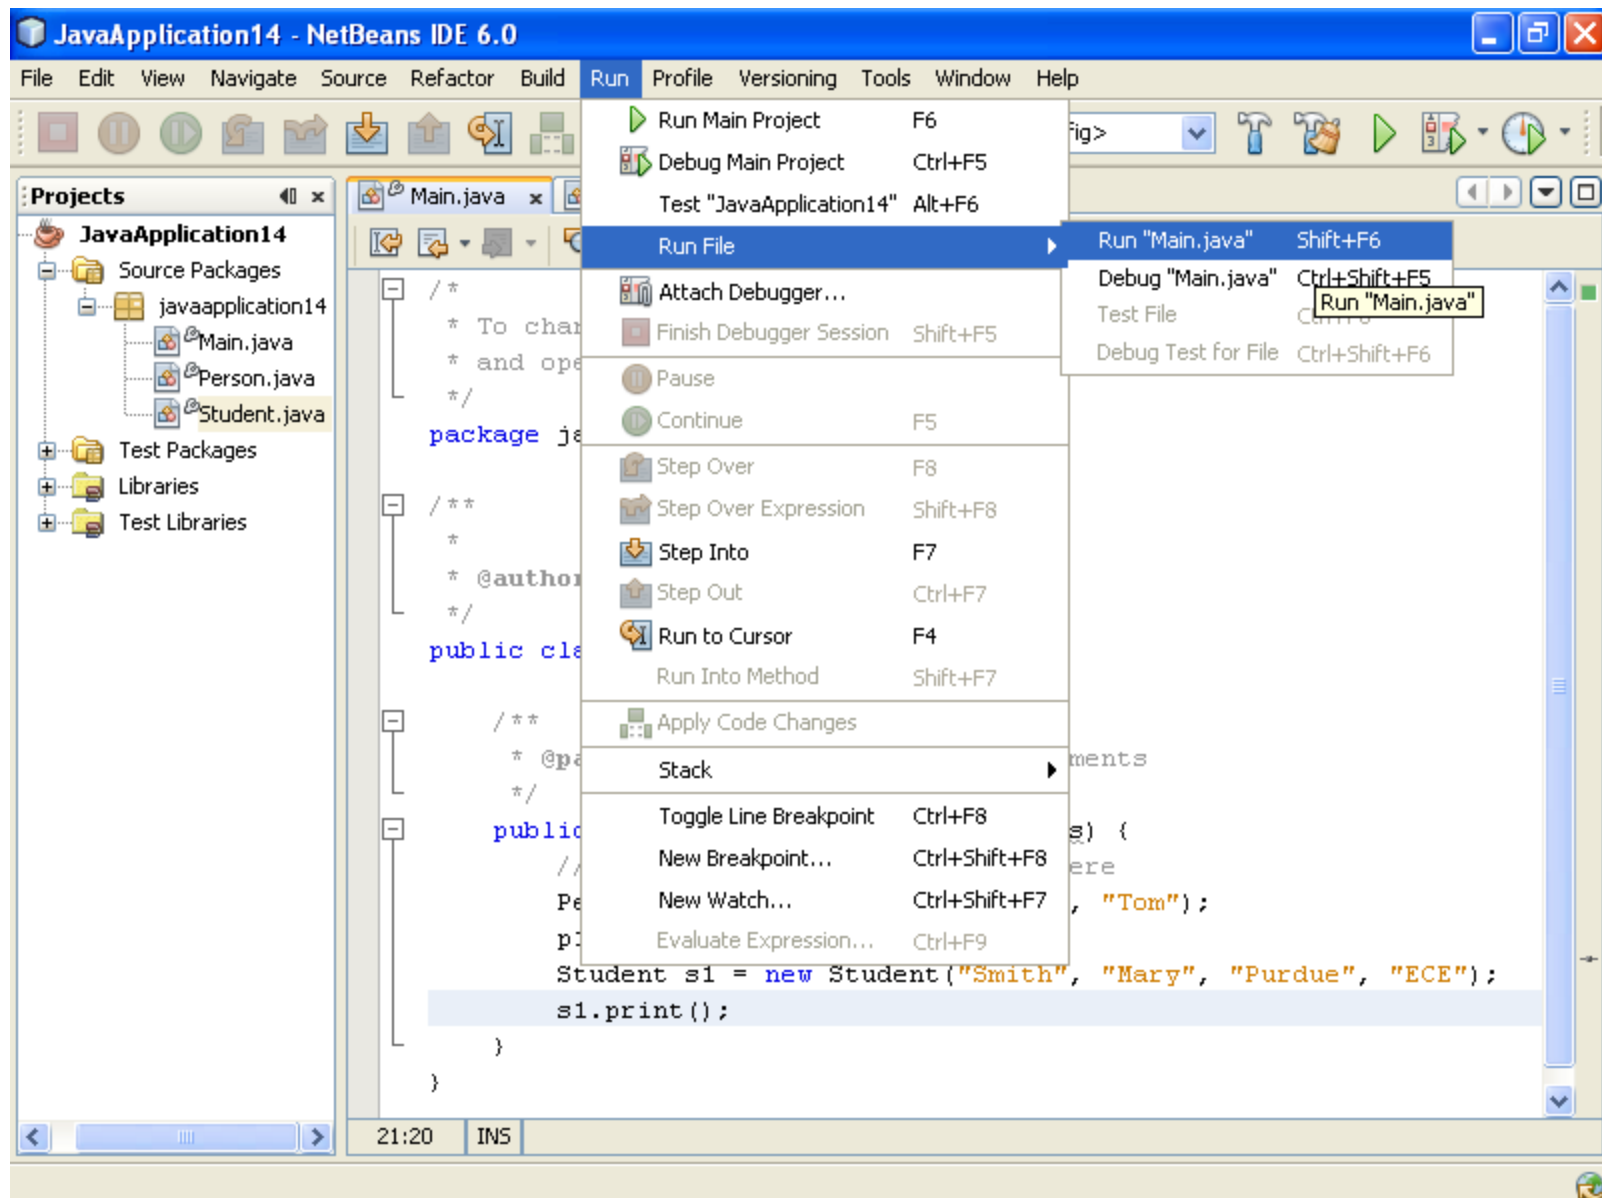 JavaApplication14 - NetBeans IDE 6.0
File Edit View Navigate Source Refactor Build Run Profile Versioning Tools Window Help
fig>
Projects
JavaApplication14
Source Packages
javaapplication14
Main.java
Person.java
Student.java
Test Packages
Libraries
Test Libraries
Main.java
Run Main Project F6
Debug Main Project Ctrl+F5
Test "JavaApplication14" Alt+F6
Run File
Attach Debugger...
Finish Debugger Session Shift+F5
Pause
Continue F5
Step Over F8
Step Over Expression Shift+F8
Step Into F7
Step Out Ctrl+F7
Run to Cursor F4
Run Into Method Shift+F7
Apply Code Changes
Stack
Toggle Line Breakpoint Ctrl+F8
New Breakpoint... Ctrl+Shift+F8
New Watch... Ctrl+Shift+F7
Evaluate Expression... Ctrl+F9
Run "Main.java" Shift+F6
Debug "Main.java" Ctrl+Shift+F5
Run "Main.java"
Test File
Debug Test for File Ctrl+Shift+F6
/*
* To char
* and ope
*/
package ja
/**
*
* @author
*/
public cla
/**
* @pa ments
*/
public s) {
// ere
Pe , "Tom");
p1
Student s1 = new Student("Smith", "Mary", "Purdue", "ECE");
s1.print();
}
}
21:20 INS